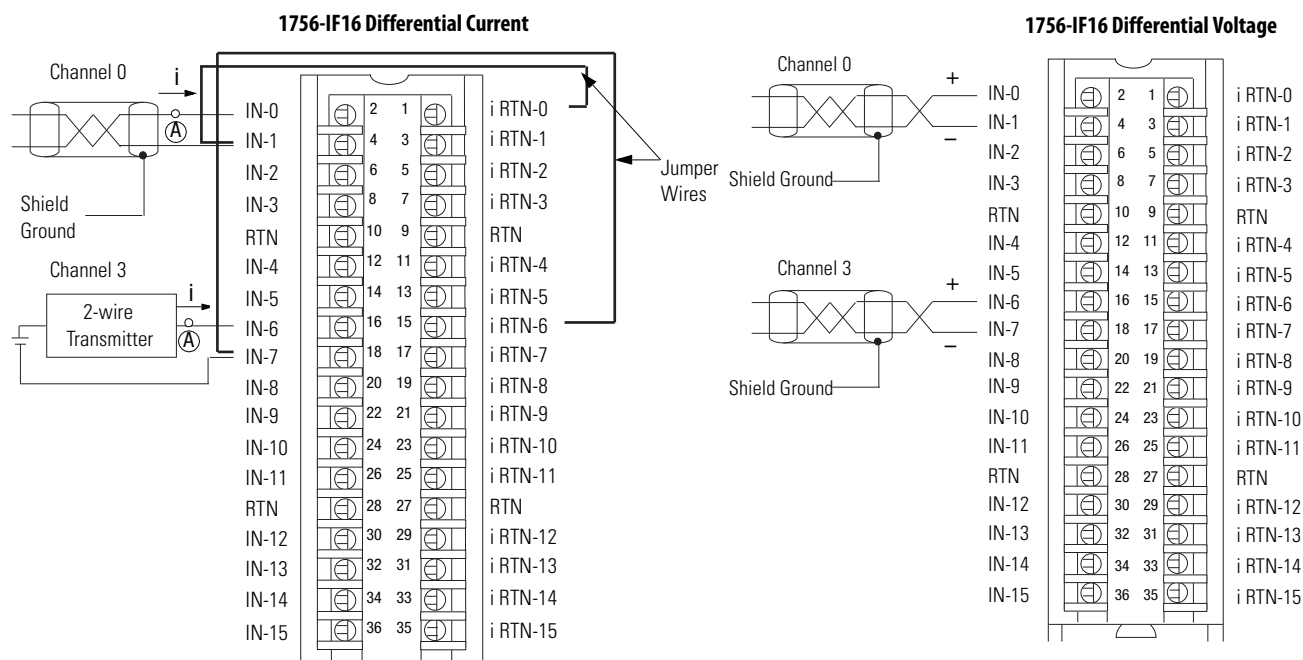 1756-IF16 Differential Current
Channel 0
i
A
Shield
Ground
Channel 3
i
2-wire
Transmitter
A
Jumper
Wires
IN-0 2 1 i RTN-0
IN-1 4 3 i RTN-1
IN-2 6 5 i RTN-2
IN-3 8 7 i RTN-3
RTN 10 9 RTN
IN-4 12 11 i RTN-4
IN-5 14 13 i RTN-5
IN-6 16 15 i RTN-6
IN-7 18 17 i RTN-7
IN-8 20 19 i RTN-8
IN-9 22 21 i RTN-9
IN-10 24 23 i RTN-10
IN-11 26 25 i RTN-11
RTN 28 27 RTN
IN-12 30 29 i RTN-12
IN-13 32 31 i RTN-13
IN-14 34 33 i RTN-14
IN-15 36 35 i RTN-15
1756-IF16 Differential Voltage
Channel 0
+
−
Shield Ground
Channel 3
+
−
Shield Ground
IN-0 2 1 i RTN-0
IN-1 4 3 i RTN-1
IN-2 6 5 i RTN-2
IN-3 8 7 i RTN-3
RTN 10 9 RTN
IN-4 12 11 i RTN-4
IN-5 14 13 i RTN-5
IN-6 16 15 i RTN-6
IN-7 18 17 i RTN-7
IN-8 20 19 i RTN-8
IN-9 22 21 i RTN-9
IN-10 24 23 i RTN-10
IN-11 26 25 i RTN-11
RTN 28 27 RTN
IN-12 30 29 i RTN-12
IN-13 32 31 i RTN-13
IN-14 34 33 i RTN-14
IN-15 36 35 i RTN-15